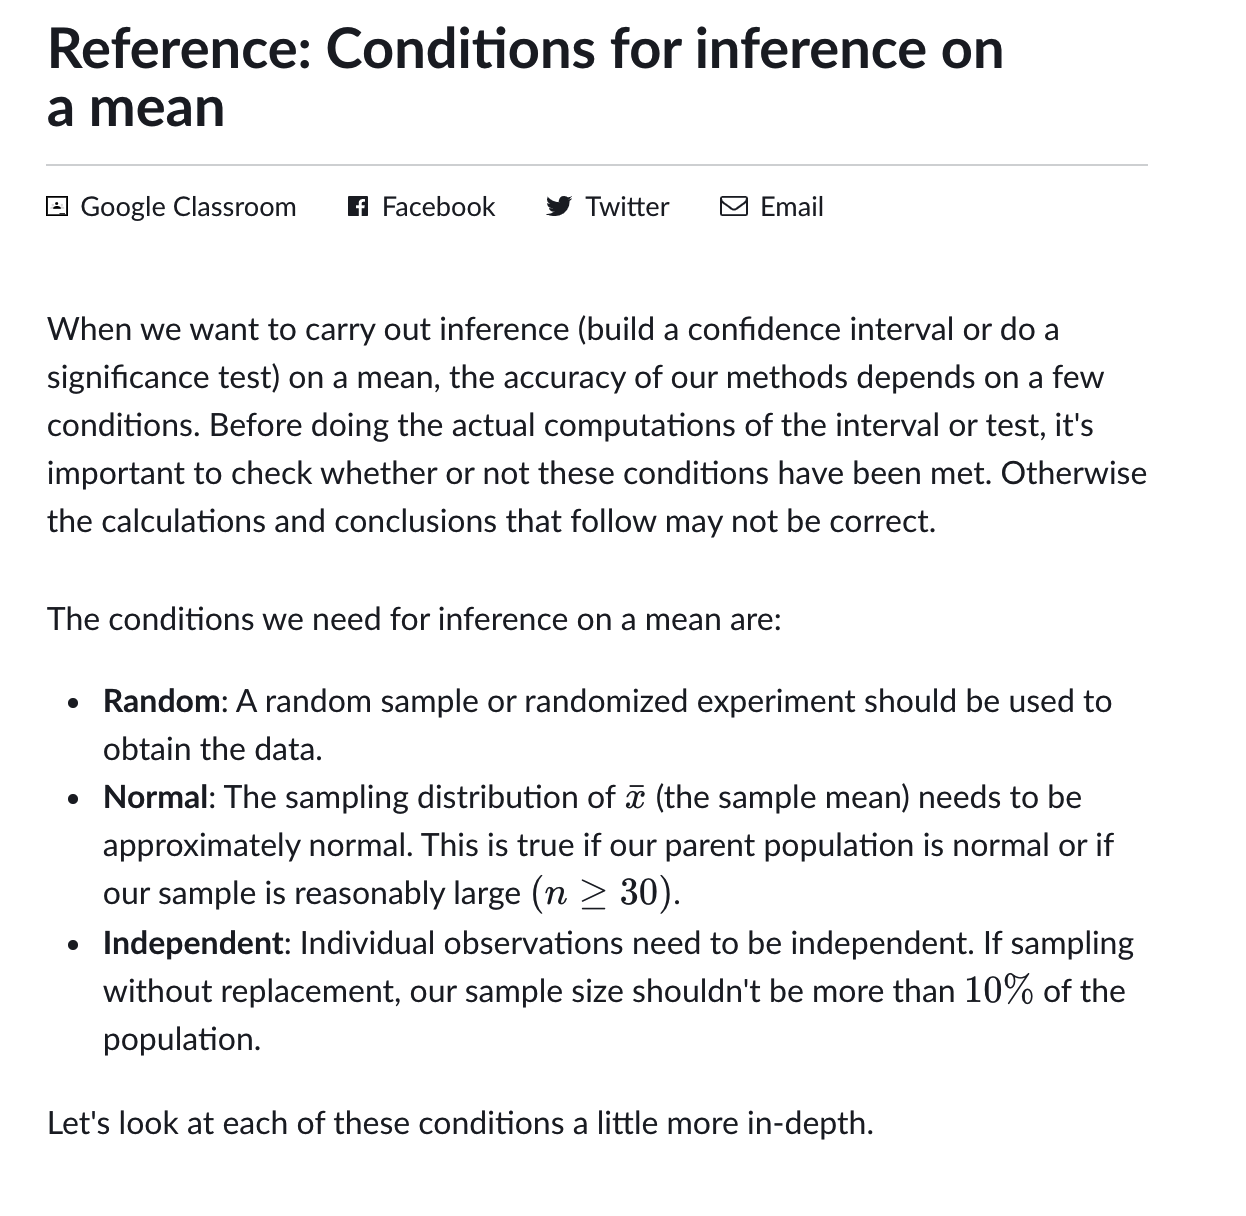 Reference: Conditions for inference on
a mean
Google Classroom Facebook Twitter Email
When we want to carry out inference (build a confidence interval or do a
significance test) on a mean, the accuracy of our methods depends on a few
conditions. Before doing the actual computations of the interval or test, it's
important to check whether or not these conditions have been met. Otherwise
the calculations and conclusions that follow may not be correct.
The conditions we need for inference on a mean are:
• Random: A random sample or randomized experiment should be used to
obtain the data.
• Normal: The sampling distribution of x̄ (the sample mean) needs to be
approximately normal. This is true if our parent population is normal or if
our sample is reasonably large (n ≥ 30).
• Independent: Individual observations need to be independent. If sampling
without replacement, our sample size shouldn't be more than 10% of the
population.
Let's look at each of these conditions a little more in-depth.